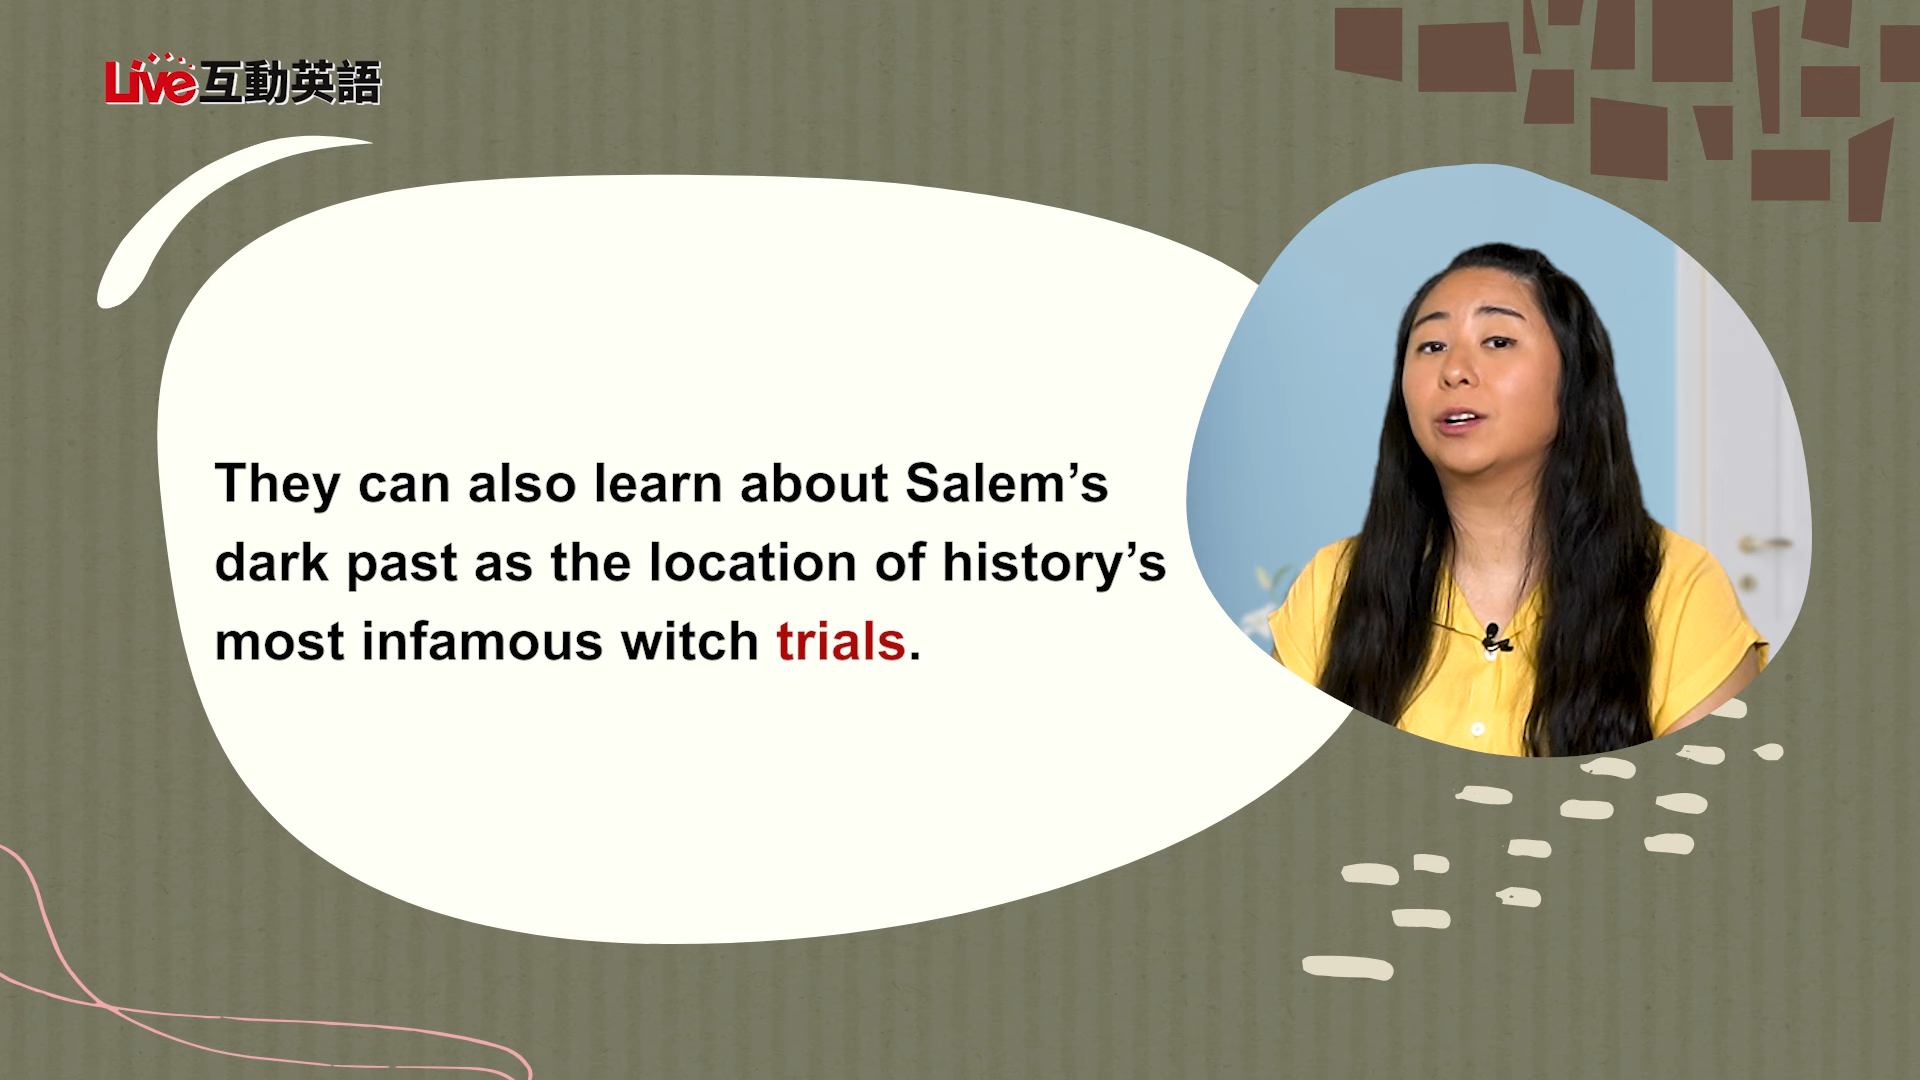 Live互動英語
They can also learn about Salem’s
dark past as the location of history’s
most infamous witch trials.